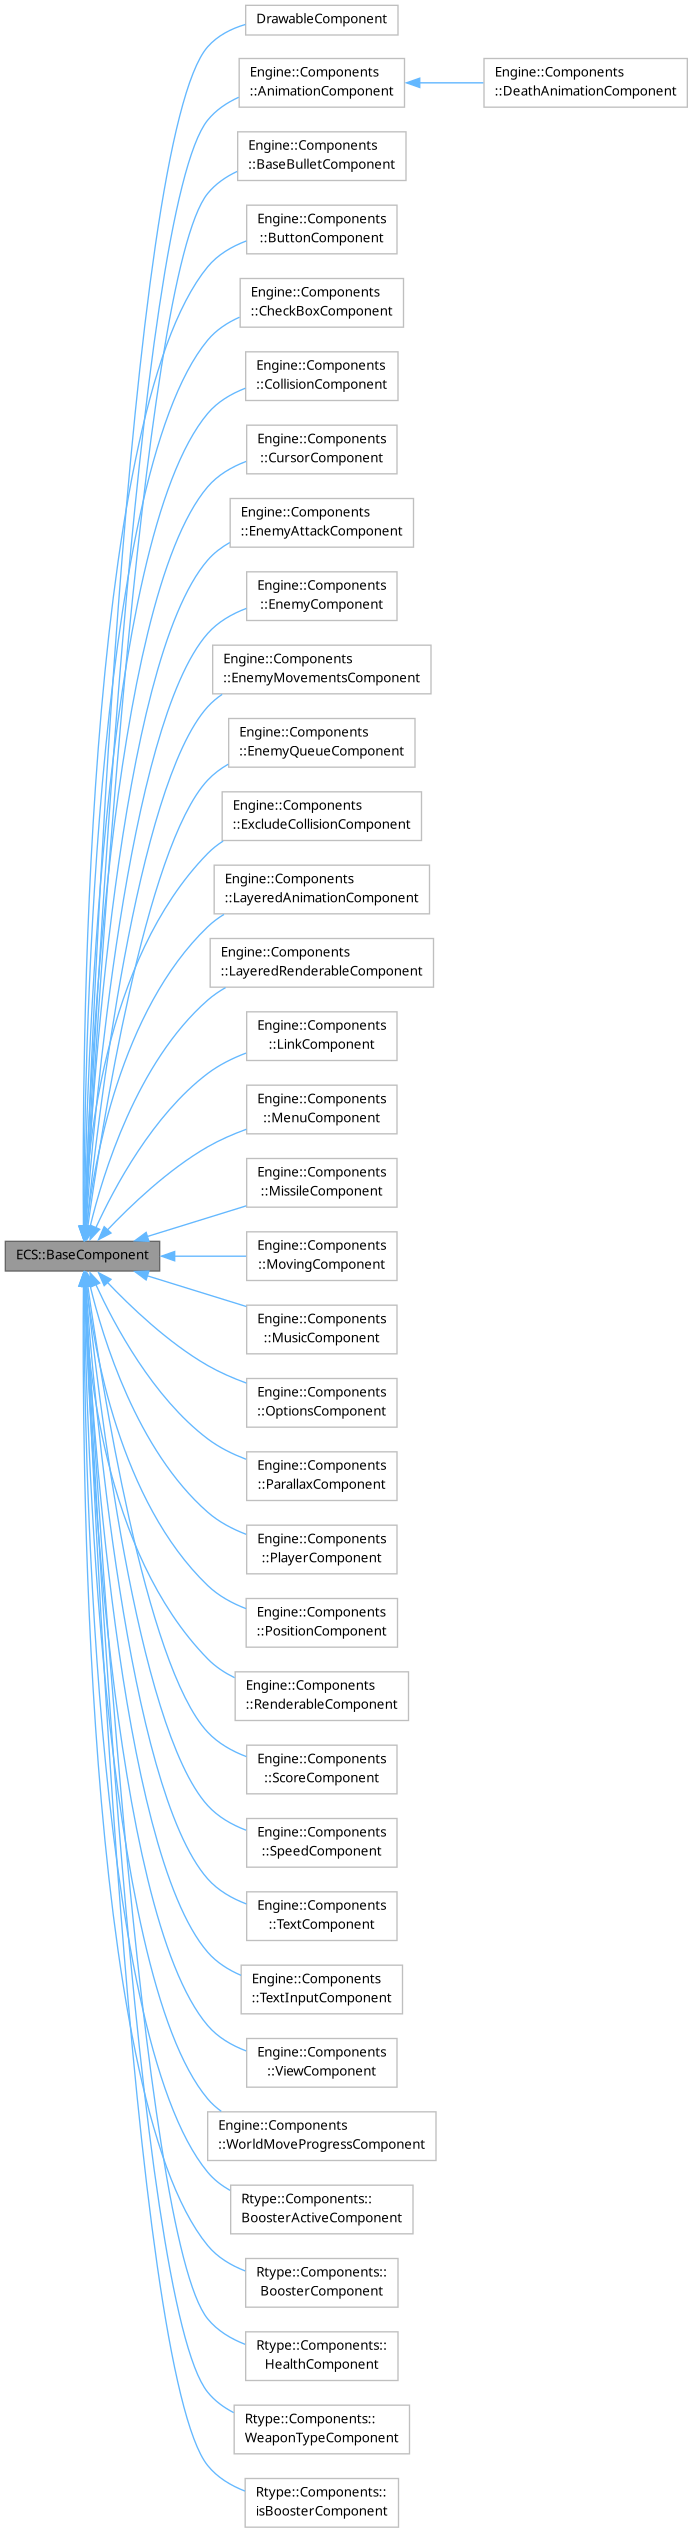 DrawableComponent
Engine::Components
::AnimationComponent
Engine::Components
::DeathAnimationComponent
Engine::Components
::BaseBulletComponent
Engine::Components
::ButtonComponent
Engine::Components
::CheckBoxComponent
Engine::Components
::CollisionComponent
Engine::Components
::CursorComponent
Engine::Components
::EnemyAttackComponent
Engine::Components
::EnemyComponent
Engine::Components
::EnemyMovementsComponent
Engine::Components
::EnemyQueueComponent
Engine::Components
::ExcludeCollisionComponent
Engine::Components
::LayeredAnimationComponent
Engine::Components
::LayeredRenderableComponent
Engine::Components
::LinkComponent
Engine::Components
::MenuComponent
Engine::Components
::MissileComponent
ECS::BaseComponent
Engine::Components
::MovingComponent
Engine::Components
::MusicComponent
Engine::Components
::OptionsComponent
Engine::Components
::ParallaxComponent
Engine::Components
::PlayerComponent
Engine::Components
::PositionComponent
Engine::Components
::RenderableComponent
Engine::Components
::ScoreComponent
Engine::Components
::SpeedComponent
Engine::Components
::TextComponent
Engine::Components
::TextInputComponent
Engine::Components
::ViewComponent
Engine::Components
::WorldMoveProgressComponent
Rtype::Components::
BoosterActiveComponent
Rtype::Components::
BoosterComponent
Rtype::Components::
HealthComponent
Rtype::Components::
WeaponTypeComponent
Rtype::Components::
isBoosterComponent